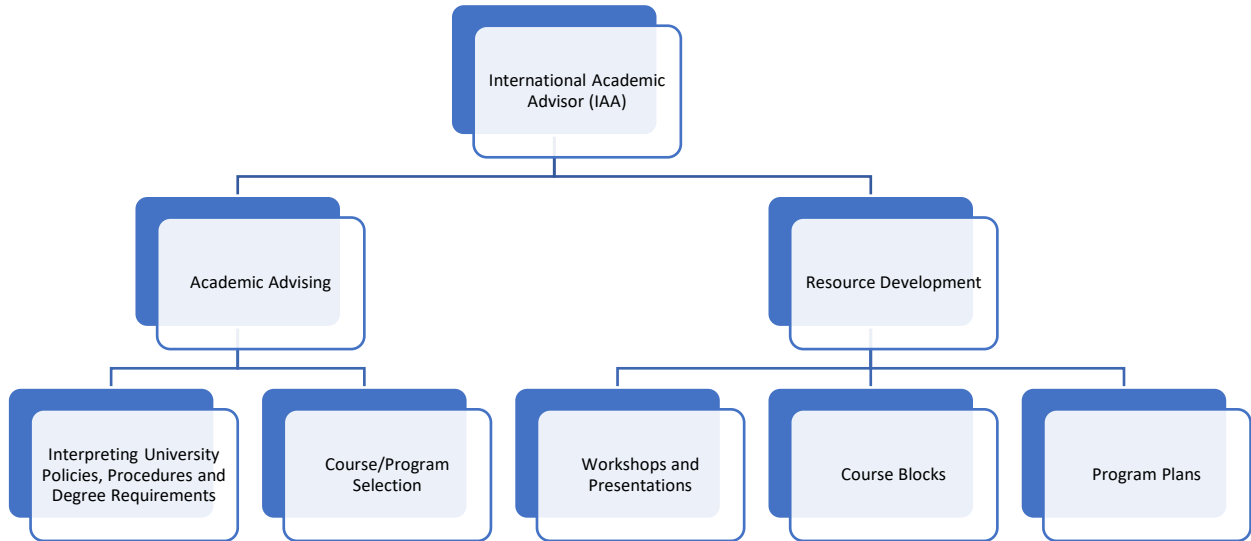 International Academic
Advisor (IAA)
Academic Advising
Resource Development
Interpreting University
Policies, Procedures and
Degree Requirements
Course/Program
Selection
Workshops and
Presentations
Course Blocks
Program Plans